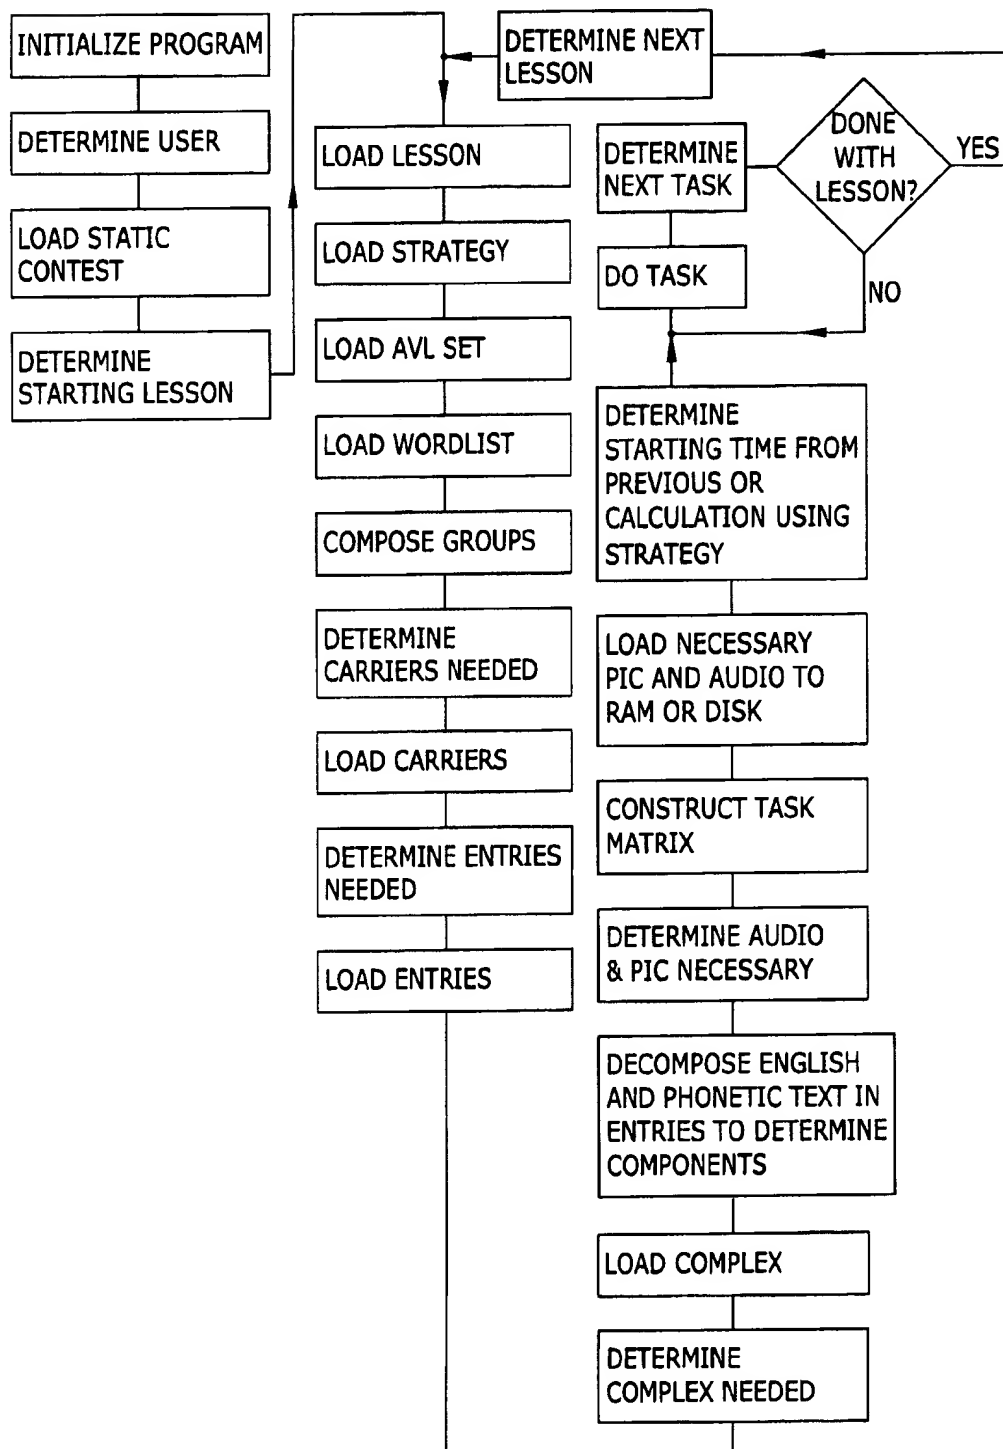 INITIALIZE PROGRAM
DETERMINE USER
LOAD STATIC
CONTEST
DETERMINE
STARTING LESSON
LOAD LESSON
LOAD STRATEGY
LOAD AVL SET
LOAD WORDLIST
COMPOSE GROUPS
DETERMINE
CARRIERS NEEDED
LOAD CARRIERS
DETERMINE ENTRIES
NEEDED
LOAD ENTRIES
DETERMINE NEXT
LESSON
DONE
WITH
LESSON?
YES
NO
DETERMINE
NEXT TASK
DO TASK
DETERMINE
STARTING TIME FROM
PREVIOUS OR
CALCULATION USING
STRATEGY
LOAD NECESSARY
PIC AND AUDIO TO
RAM OR DISK
CONSTRUCT TASK
MATRIX
DETERMINE AUDIO
& PIC NECESSARY
DECOMPOSE ENGLISH
AND PHONETIC TEXT IN
ENTRIES TO DETERMINE
COMPONENTS
LOAD COMPLEX
DETERMINE
COMPLEX NEEDED